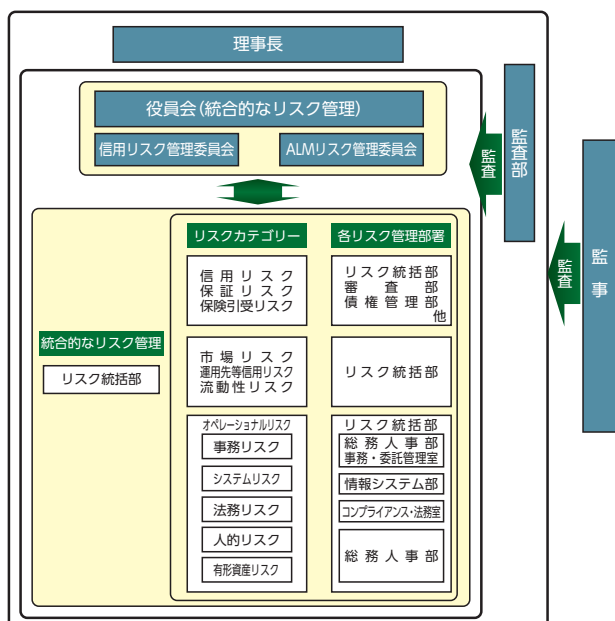 理事長
役員会(統合的なリスク管理)
信用リスク管理委員会
ALMリスク管理委員会
監査
監査部
監査
監事
リスクカテゴリー
各リスク管理部署
信用リスク
保証リスク
保険引受リスク
リスク統括部
審査部
債権管理部
他
統合的なリスク管理
リスク統括部
市場リスク
運用先等信用リスク
流動性リスク
リスク統括部
オペレーショナルリスク
事務リスク
システムリスク
法務リスク
人的リスク
有形資産リスク
リスク統括部
総務人事部
事務・委託管理室
情報システム部
コンプライアンス・法務室
総務人事部